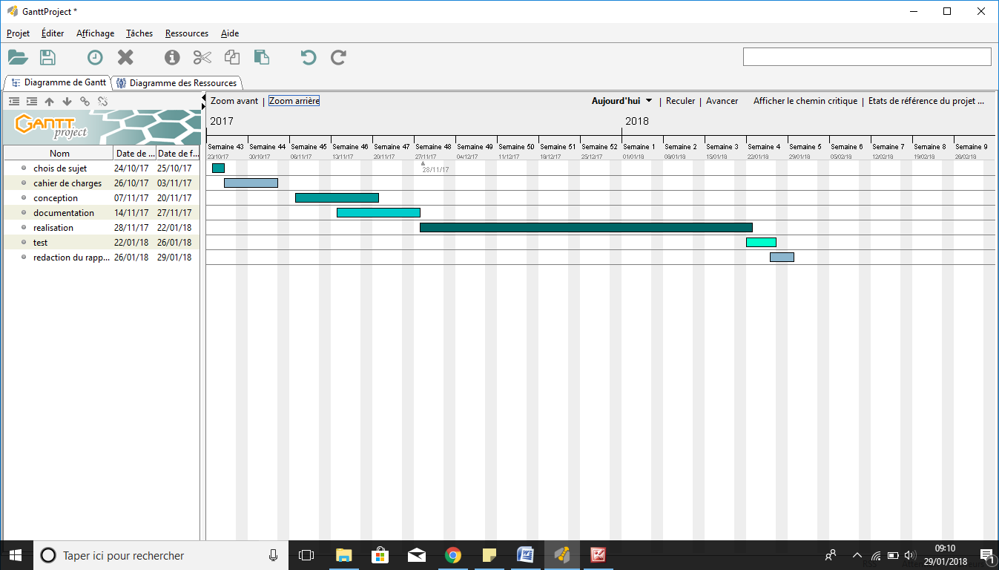 GanttProject *
Projet Éditer Affichage Tâches Ressources Aide
Diagramme de Gantt Diagramme des Ressources
Zoom avant | Zoom arrière Aujourd'hui | Reculer | Avancer Afficher le chemin critique | Etats de référence du projet ...
GANTT
project
2017 2018
Semaine 43 Semaine 44 Semaine 45 Semaine 46 Semaine 47 Semaine 48 Semaine 49 Semaine 50 Semaine 51 Semaine 52 Semaine 1 Semaine 2 Semaine 3 Semaine 4 Semaine 5 Semaine 6 Semaine 7 Semaine 8 Semaine 9
23/10/17 30/10/17 06/11/17 13/11/17 20/11/17 27/11/17 04/12/17 11/12/17 18/12/17 25/12/17 01/01/18 08/01/18 15/01/18 22/01/18 29/01/18 05/02/18 12/02/18 19/02/18 26/02/18
Nom Date de ... Date de f...
chois de sujet 24/10/17 25/10/17
28/11/17
cahier de charges 26/10/17 03/11/17
conception 07/11/17 20/11/17
documentation 14/11/17 27/11/17
realisation 28/11/17 22/01/18
test 22/01/18 26/01/18
redaction du rapp... 26/01/18 29/01/18
Taper ici pour rechercher
09:10
29/01/2018
1